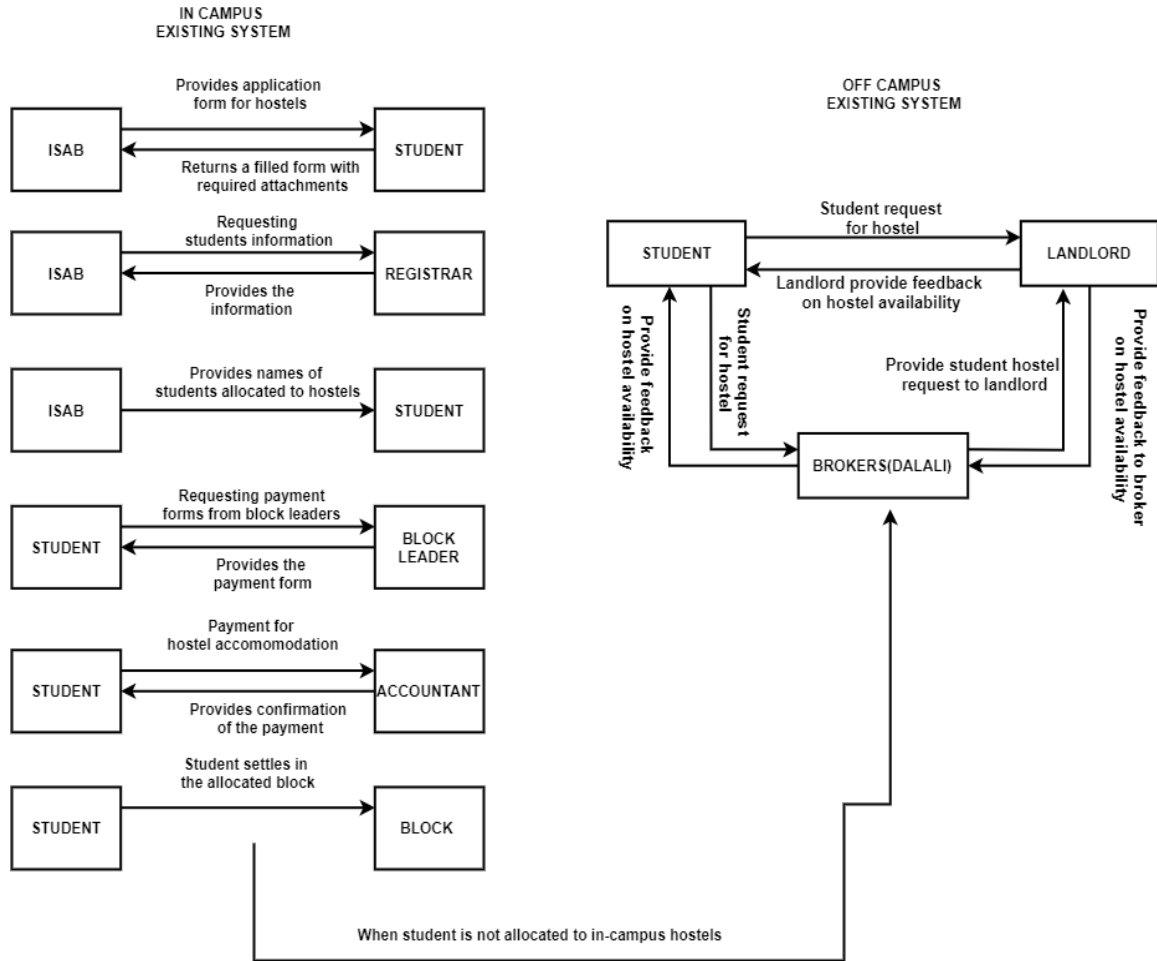 IN CAMPUS
EXISTING SYSTEM
Provides application
form for hostels
ISAB
STUDENT
Returns a filled form with
required attachments
Requesting
students information
ISAB
REGISTRAR
Provides the
information
Provides names of
students allocated to hostels
ISAB
STUDENT
Requesting payment
forms from block leaders
STUDENT
BLOCK
LEADER
Provides the
payment form
Payment for
hostel accomomodation
STUDENT
ACCOUNTANT
Provides confirmation
of the payment
Student settles in
the allocated block
STUDENT
BLOCK
When student is not allocated to in-campus hostels
OFF CAMPUS
EXISTING SYSTEM
Student request
for hostel
STUDENT
LANDLORD
Landlord provide feedback
on hostel availability
Provide feedback
on hostel availability
Student request
for hostel
Provide student hostel
request to landlord
Provide feedback to broker
on hostel availability
BROKERS(DALALI)